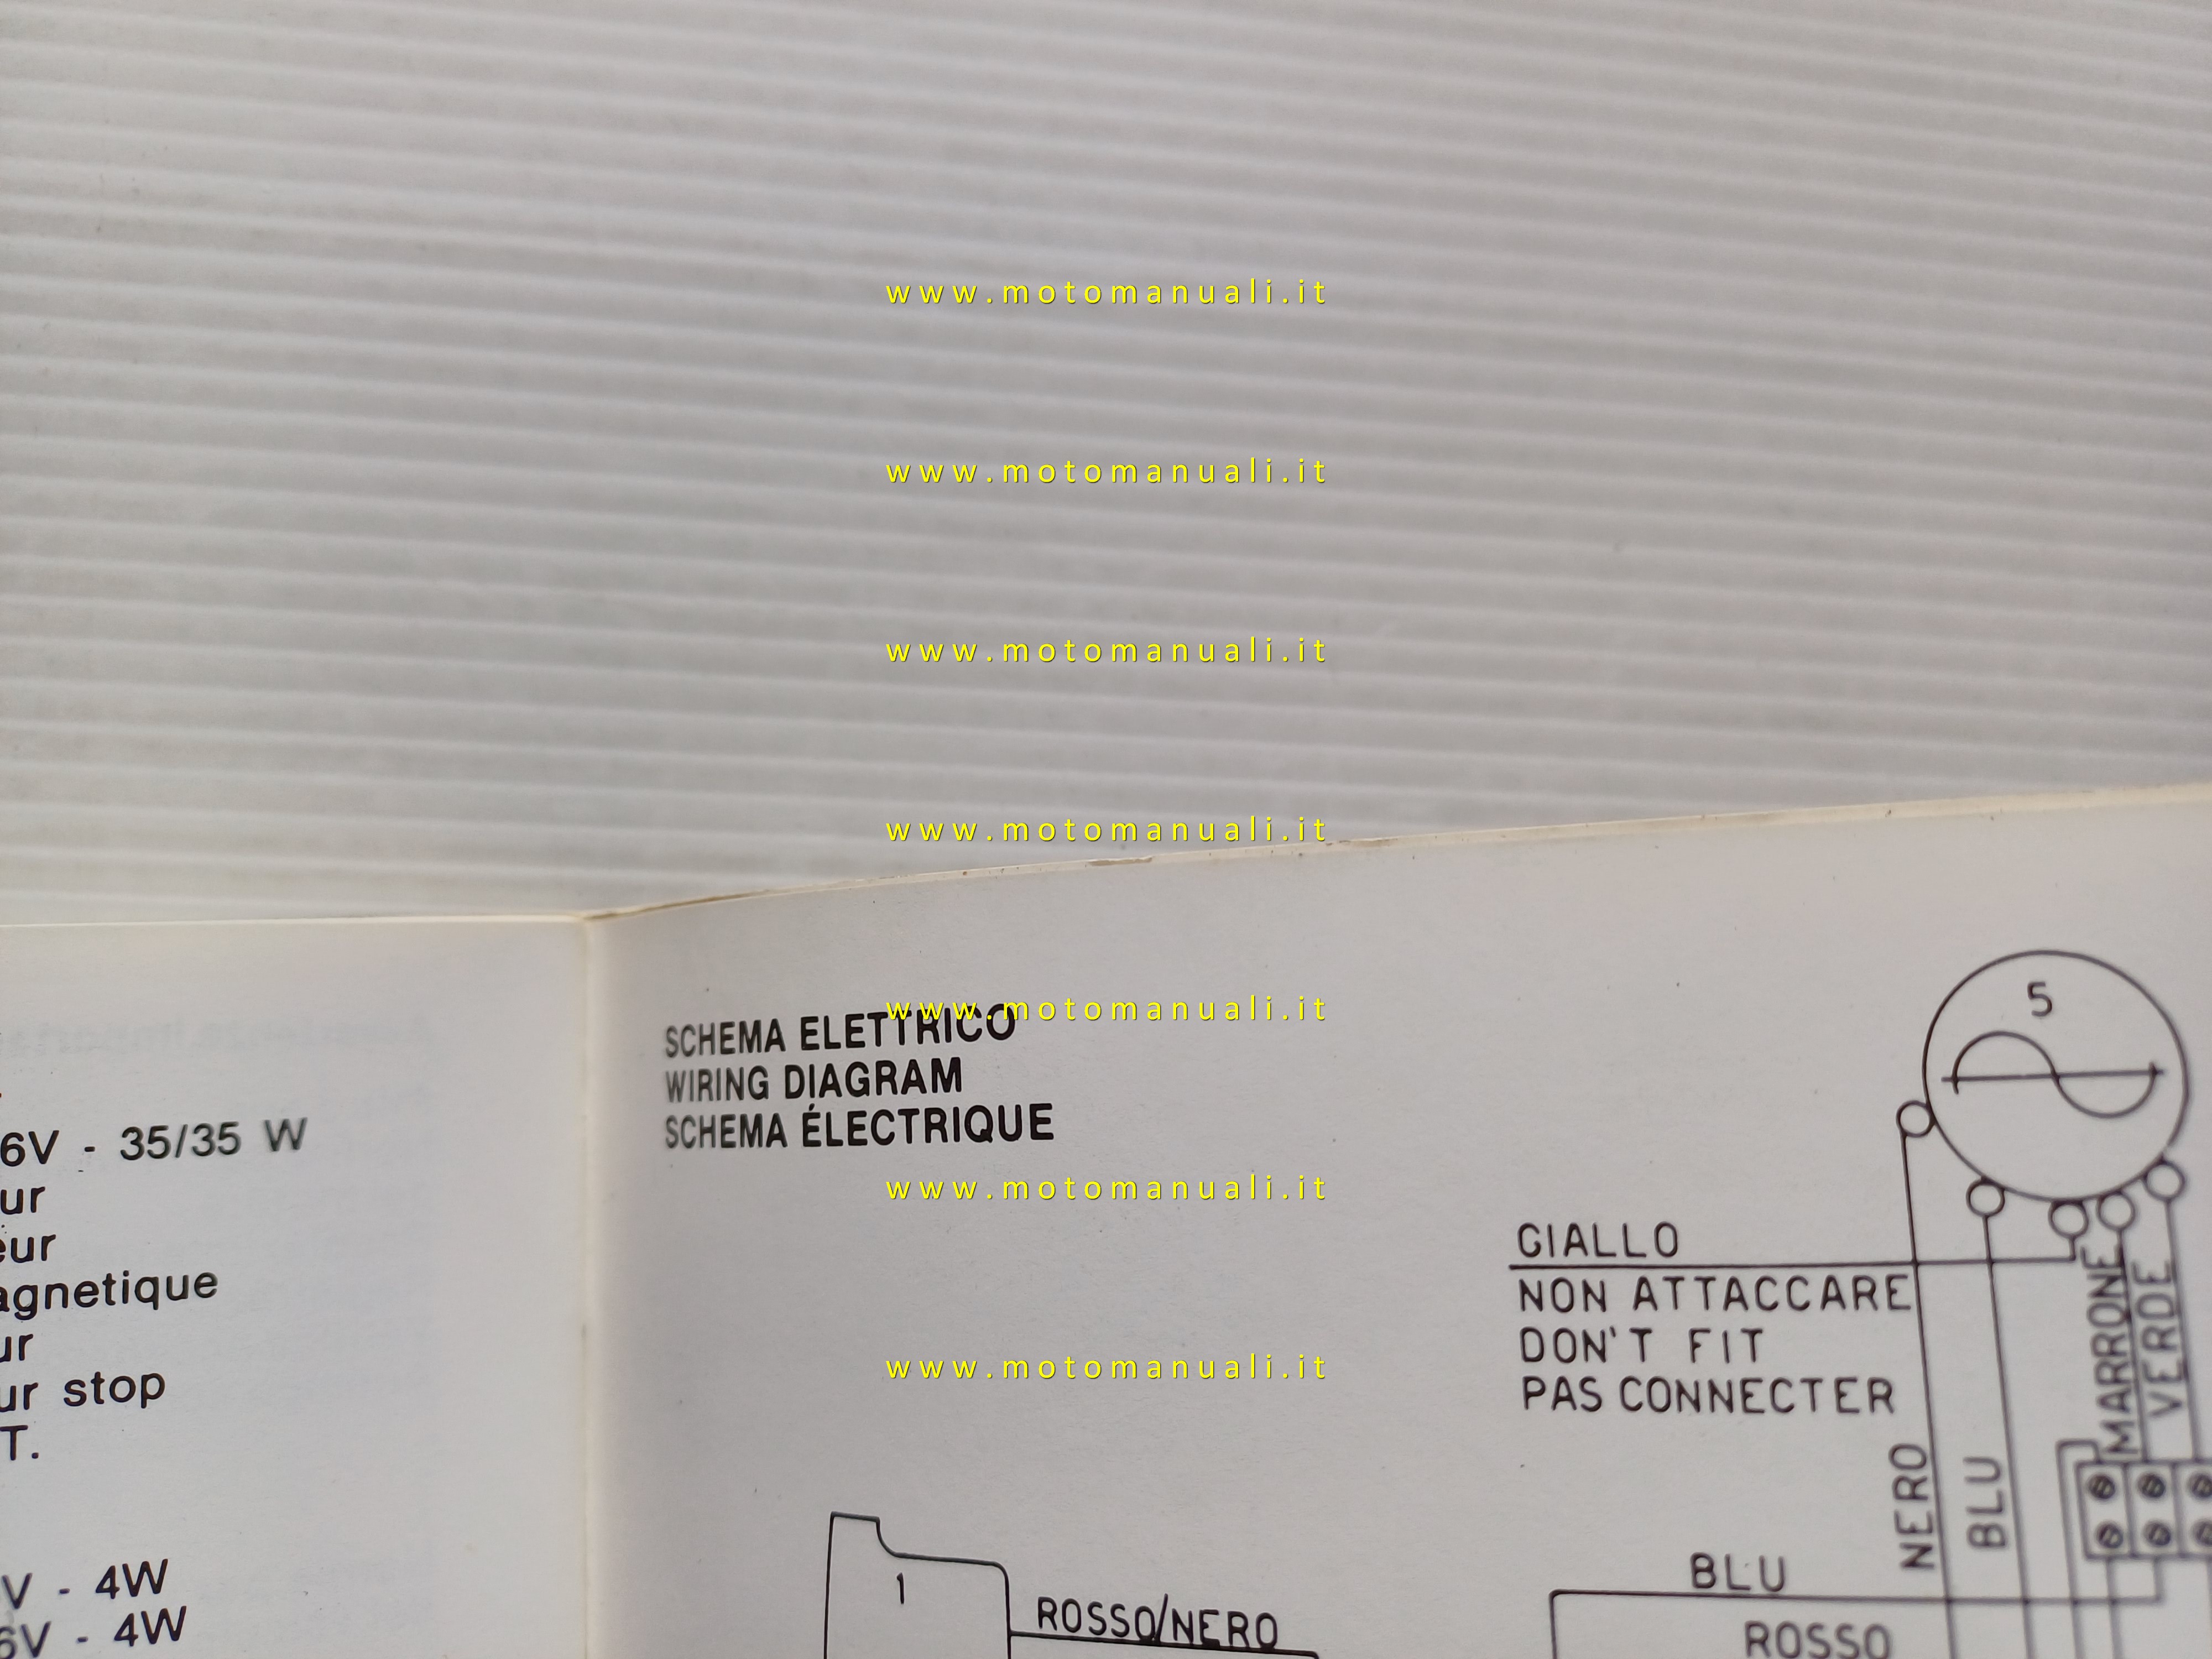 www.motomanuali.it
www.motomanuali.it
www.motomanuali.it
www.motomanuali.it
www.motomanuali.it
www.motomanuali.it
www.motomanuali.it
6V - 35/35 W
ur
eur
agnetique
ur
ur stop
T.
V - 4W
6V - 4W
SCHEMA ELETTRICO
WIRING DIAGRAM
SCHEMA ÉLECTRIQUE
5
GIALLO
NON ATTACCARE
DON'T FIT
PAS CONNECTER
MARRONE
VERDE
NERO
BLU
BLU
ROSSO
1
ROSSO/NERO